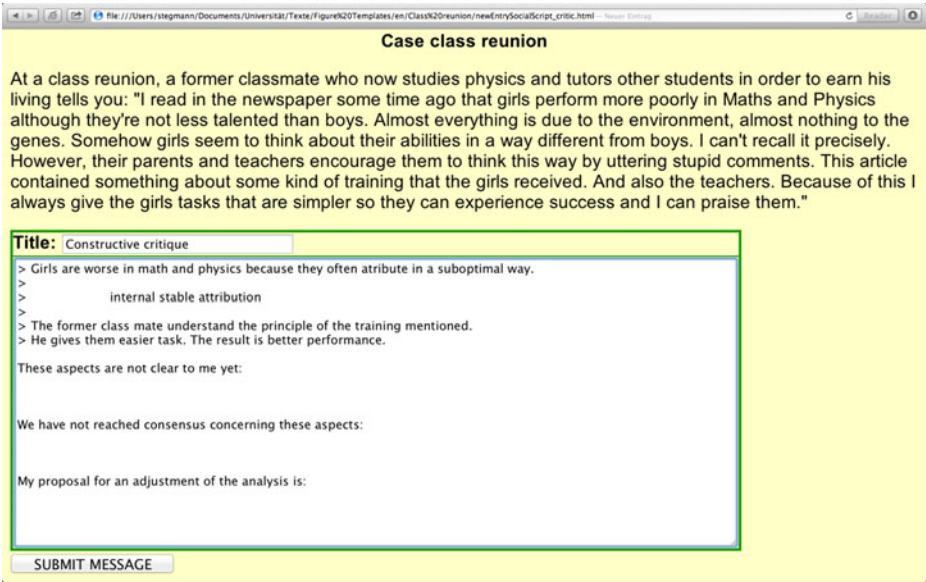 file:///Users/stegmann/Documents/Universität/Texte/Figure%20Templates/en/Class%20reunion/newEntrySocialScript_critic.html — Neuer Eintrag
Reader
Case class reunion
At a class reunion, a former classmate who now studies physics and tutors other students in order to earn his
living tells you: "I read in the newspaper some time ago that girls perform more poorly in Maths and Physics
although they're not less talented than boys. Almost everything is due to the environment, almost nothing to the
genes. Somehow girls seem to think about their abilities in a way different from boys. I can't recall it precisely.
However, their parents and teachers encourage them to think this way by uttering stupid comments. This article
contained something about some kind of training that the girls received. And also the teachers. Because of this I
always give the girls tasks that are simpler so they can experience success and I can praise them."
Title: Constructive critique
> Girls are worse in math and physics because they often atribute in a suboptimal way.
>
> internal stable attribution
>
> The former class mate understand the principle of the training mentioned.
> He gives them easier task. The result is better performance.
These aspects are not clear to me yet:
We have not reached consensus concerning these aspects:
My proposal for an adjustment of the analysis is:
SUBMIT MESSAGE